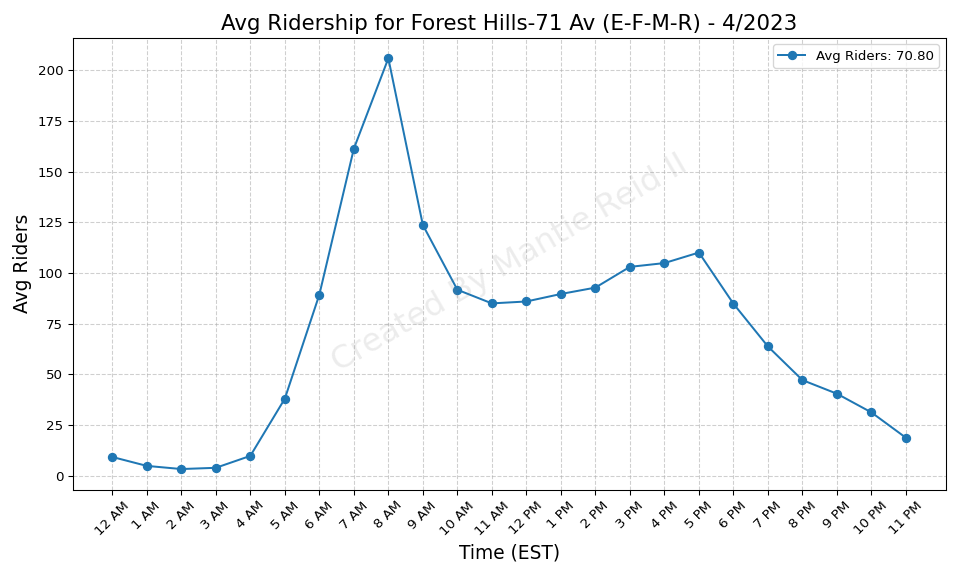 Avg Ridership for Forest Hills-71 Av (E-F-M-R) - 4/2023
Avg Riders: 70.80
200
175
150
125
100
75
50
25
0
Avg Riders
Created By Mantle Reid II
12 AM
1 AM
2 AM
3 AM
4 AM
5 AM
6 AM
7 AM
8 AM
9 AM
10 AM
11 AM
12 PM
1 PM
2 PM
3 PM
4 PM
5 PM
6 PM
7 PM
8 PM
9 PM
10 PM
11 PM
Time (EST)